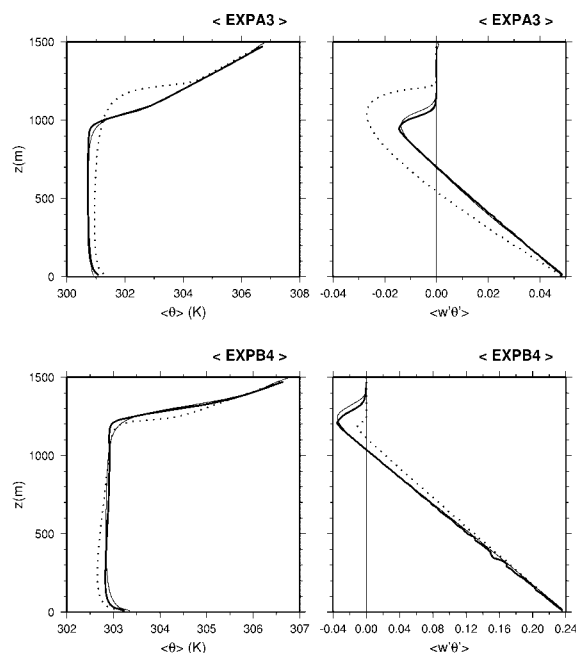 < EXPA3 >
< EXPA3 >
1500
1000
500
0
z(m)
300 302 304 306 308
<θ> (K)
-0.04 -0.02 0.00 0.02 0.04
<w'θ'>
< EXPB4 >
< EXPB4 >
1500
1000
500
0
z(m)
302 303 304 305 306 307
<θ> (K)
-0.04 0.00 0.04 0.08 0.12 0.16 0.20 0.24
<w'θ'>